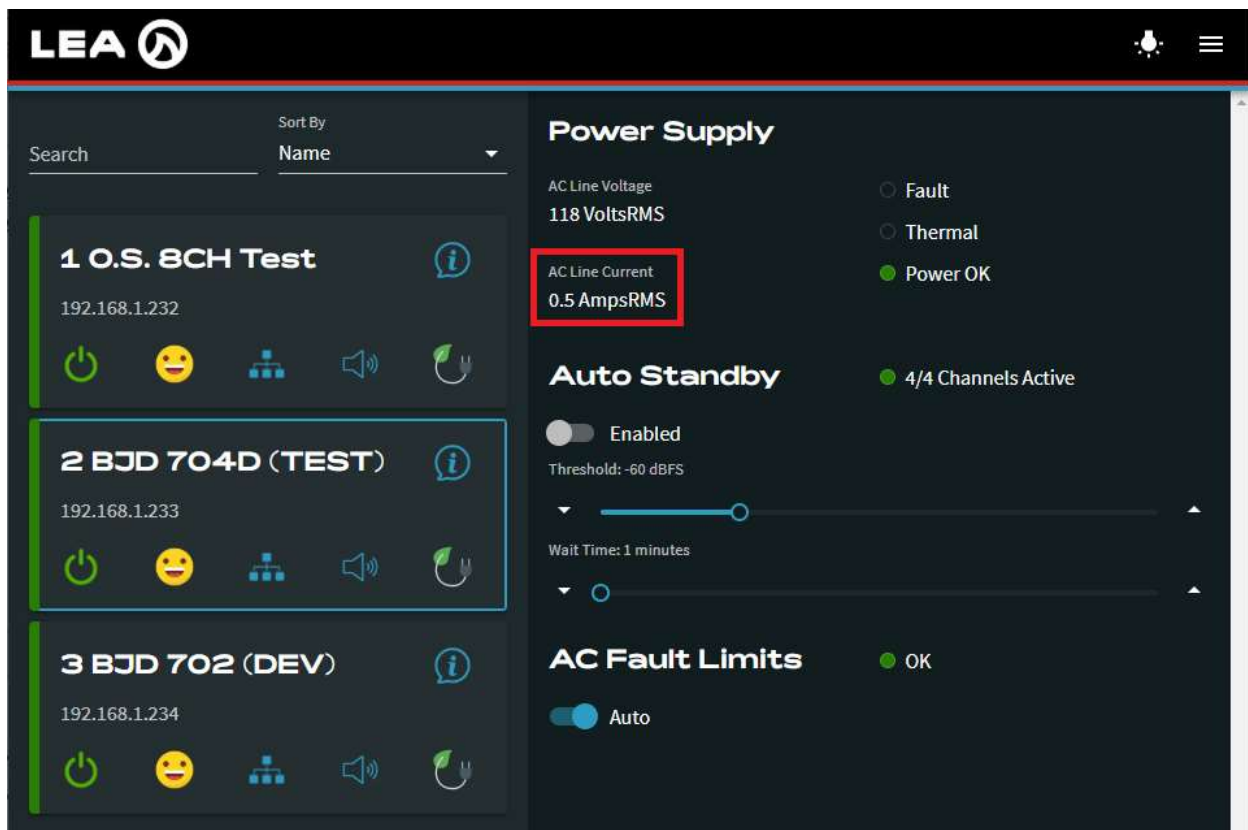 LEA
Search
Sort By
Name
1 O.S. 8CH Test
192.168.1.232
2 BJD 704D (TEST)
192.168.1.233
3 BJD 702 (DEV)
192.168.1.234
Power Supply
AC Line Voltage
118 VoltsRMS
Fault
Thermal
AC Line Current
0.5 AmpsRMS
Power OK
Auto Standby
4/4 Channels Active
Enabled
Threshold: -60 dBFS
Wait Time: 1 minutes
AC Fault Limits
OK
Auto